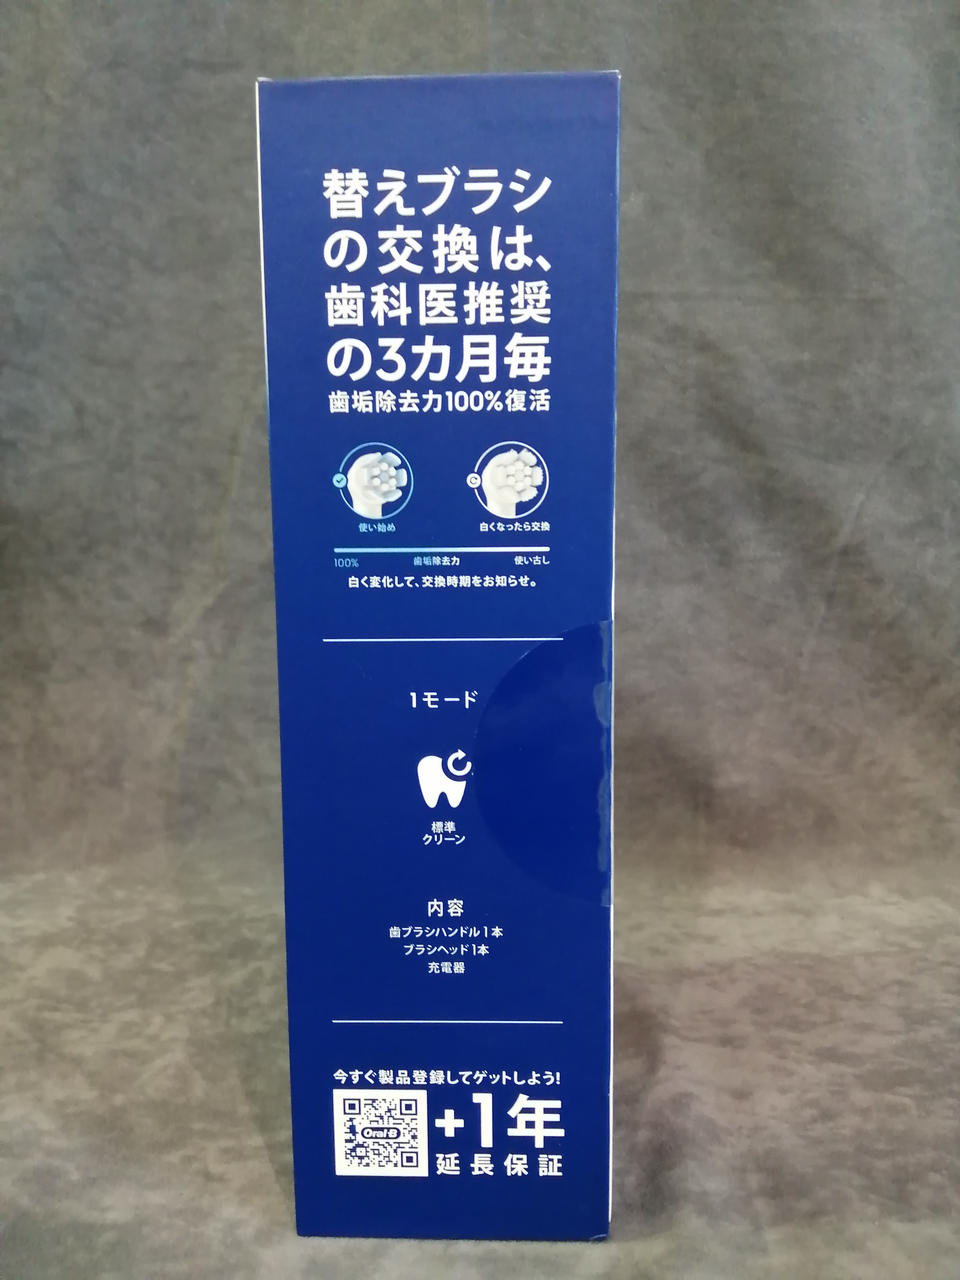 替えブラシ
の交換は、
歯科医推奨
の3カ月毎
歯垢除去力100%復活
使い始め
白くなったら交換
100%
歯垢除去力
使い古し
白く変化して、交換時期をお知らせ。
1モード
標準
クリーン
内容
歯ブラシハンドル1本
ブラシヘッド1本
充電器
今すぐ製品登録してゲットしよう!
Oral-B
+1年
延長保証